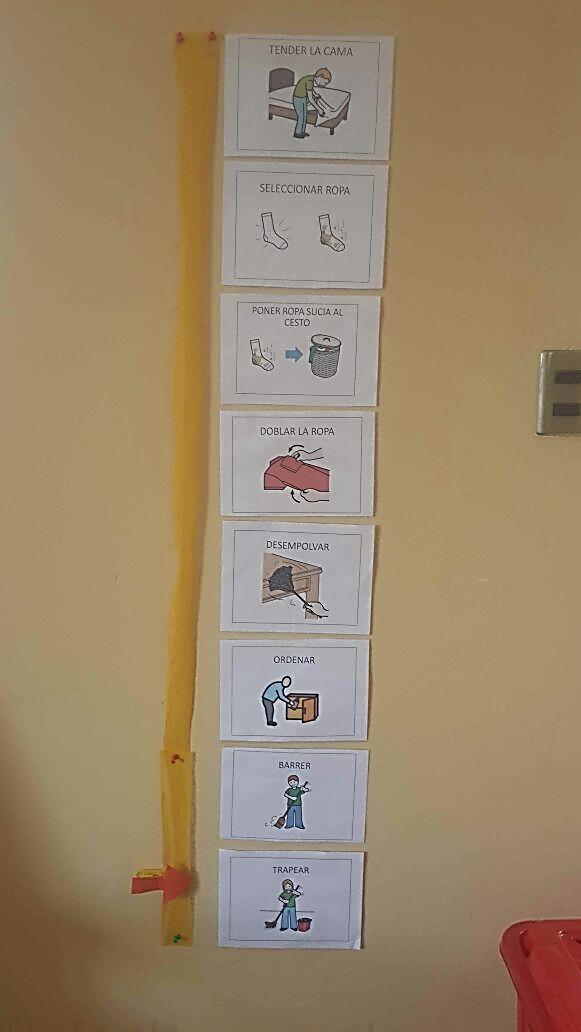 TENDER LA CAMA
SELECCIONAR ROPA
PONER ROPA SUCIA AL
CESTO
DOBLAR LA ROPA
DESEMPOLVAR
ORDENAR
BARRER
TRAPEAR